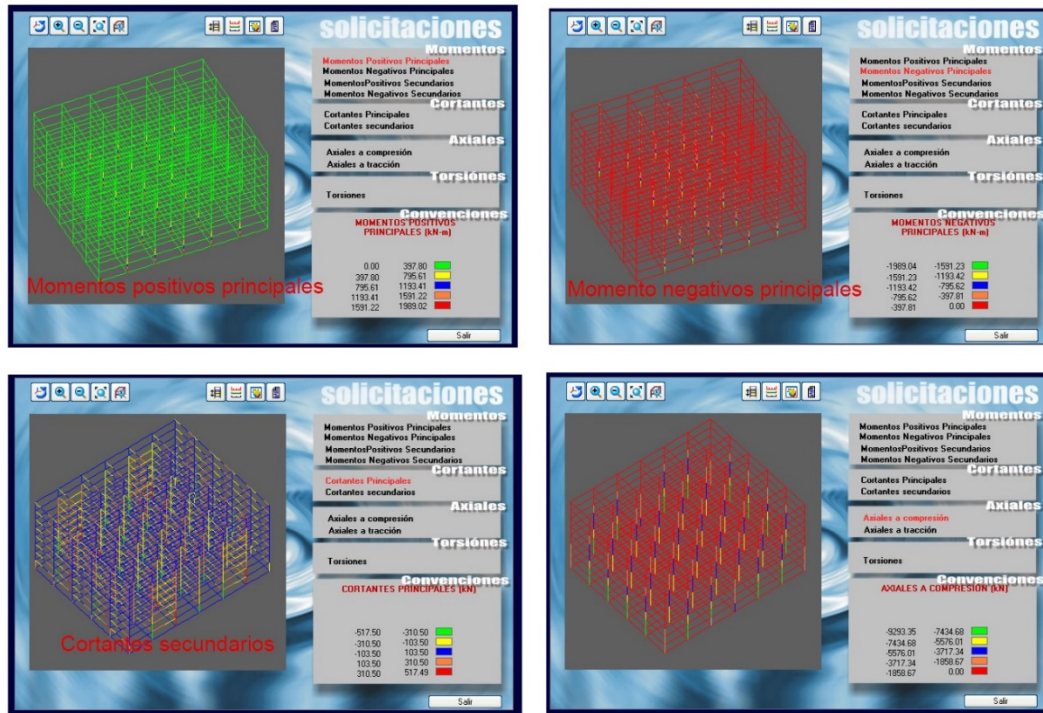 solicitaciones
Momentos
Momentos Positivos Principales
Momentos Negativos Principales
MomentosPositivos Secundarios
Momentos Negativos Secundarios
Cortantes
Cortantes Principales
Cortantes secundarios
Axiales
Axiales a compresión
Axiales a tracción
Torsiónes
Torsiones
Convenciones
MOMENTOS POSITIVOS
PRINCIPALES (kN-m)
0.00 397.80
397.80 795.61
795.61 1193.41
1193.41 1591.22
1591.22 1989.02
Momentos positivos principales
Salir
solicitaciones
Momentos
Momentos Positivos Principales
Momentos Negativos Principales
MomentosPositivos Secundarios
Momentos Negativos Secundarios
Cortantes
Cortantes Principales
Cortantes secundarios
Axiales
Axiales a compresión
Axiales a tracción
Torsiónes
Torsiones
Convenciones
MOMENTOS NEGATIVOS
PRINCIPALES (kN-m)
-1989.04 -1591.23
-1591.23 -1193.42
-1193.42 -795.62
-795.62 -397.81
-397.81 0.00
Momento negativos principales
Salir
solicitaciones
Momentos
Momentos Positivos Principales
Momentos Negativos Principales
MomentosPositivos Secundarios
Momentos Negativos Secundarios
Cortantes
Cortantes Principales
Cortantes secundarios
Axiales
Axiales a compresión
Axiales a tracción
Torsiónes
Torsiones
Convenciones
CORTANTES PRINCIPALES (kN)
-517.50 -310.50
-310.50 -103.50
-103.50 103.50
103.50 310.50
310.50 517.49
Cortantes secundarios
Salir
solicitaciones
Momentos
Momentos Positivos Principales
Momentos Negativos Principales
MomentosPositivos Secundarios
Momentos Negativos Secundarios
Cortantes
Cortantes Principales
Cortantes secundarios
Axiales
Axiales a compresión
Axiales a tracción
Torsiónes
Torsiones
Convenciones
AXIALES A COMPRESION (kN)
-9293.35 -7434.68
-7434.68 -5576.01
-5576.01 -3717.34
-3717.34 -1858.67
-1858.67 0.00
Salir